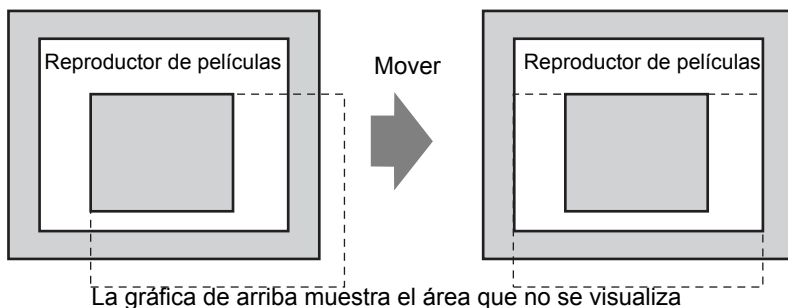 Reproductor de películas
Mover
Reproductor de películas
La gráfica de arriba muestra el área que no se visualiza